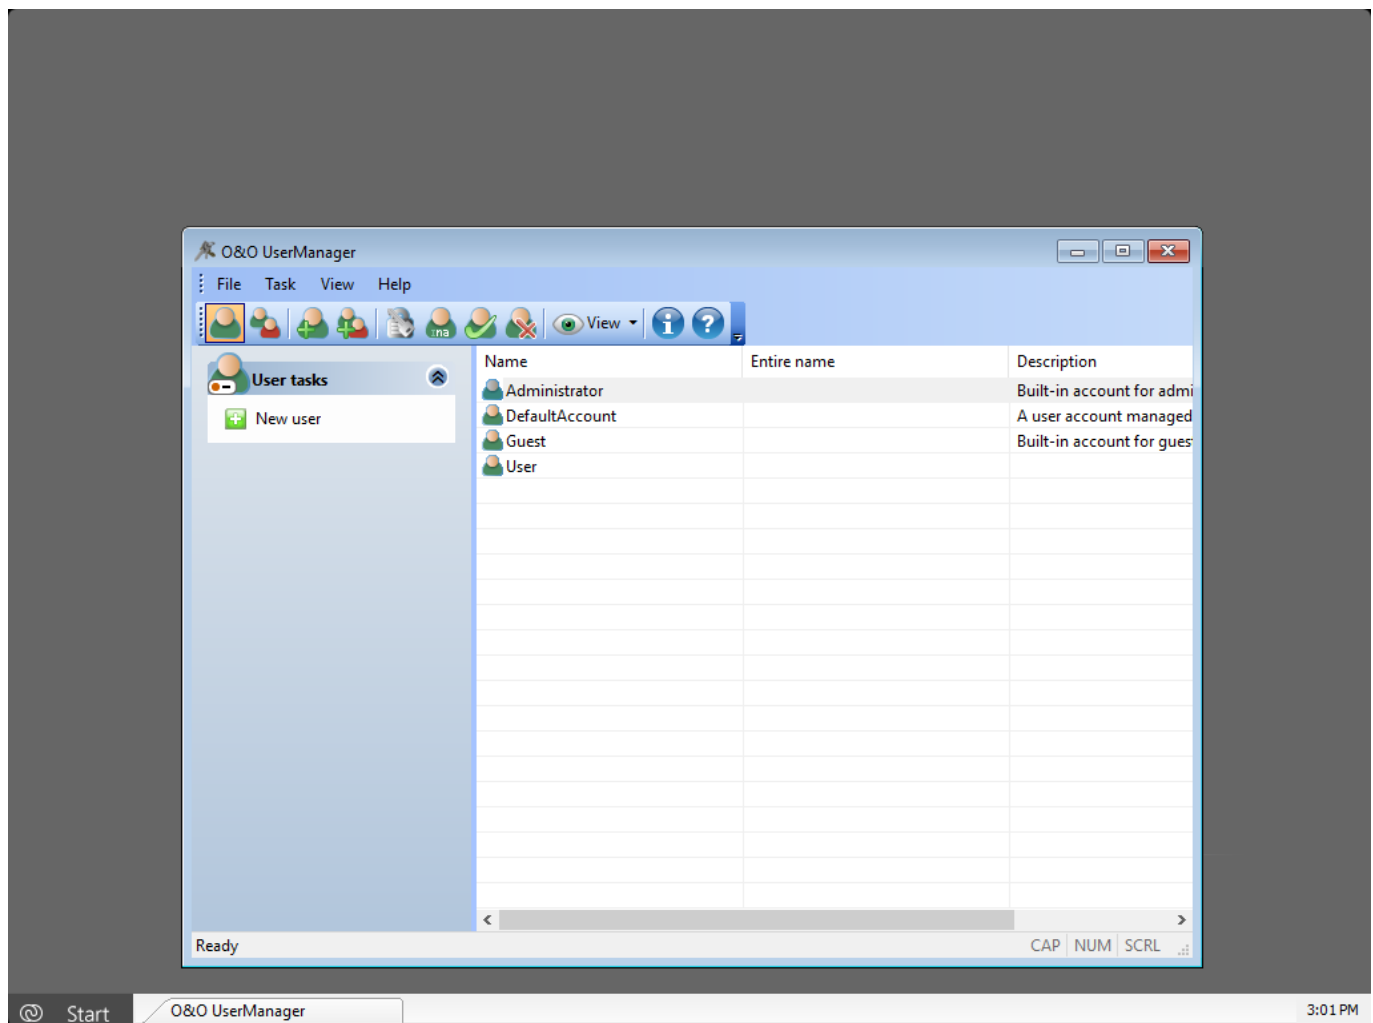 O&O UserManager
File Task View Help
:na
View
User tasks
New user
Name Entire name Description
Administrator Built-in account for admi
DefaultAccount A user account managed
Guest Built-in account for gues
User
Ready CAP NUM SCRL
Start O&O UserManager 3:01 PM